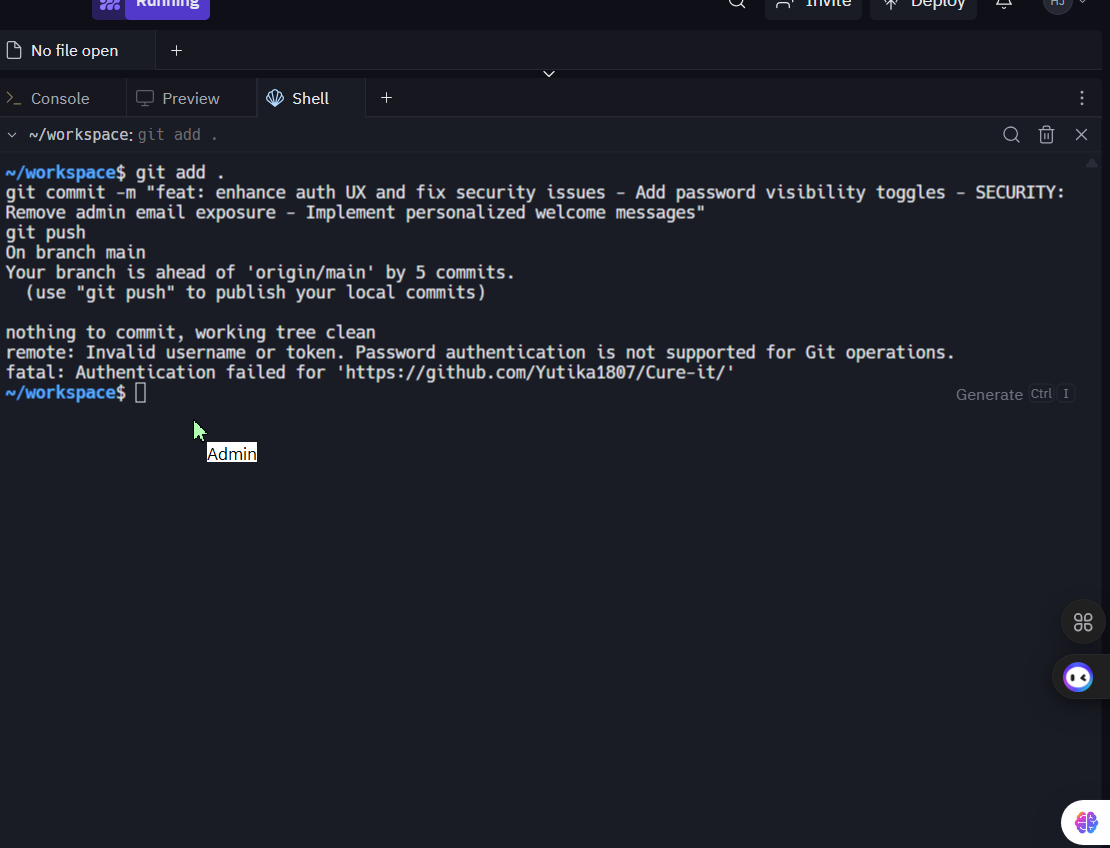 Running
Invite
Deploy
HJ
No file open
Console
Preview
Shell
~/workspace: git add .
~/workspace$ git add .
git commit -m "feat: enhance auth UX and fix security issues - Add password visibility toggles - SECURITY:
Remove admin email exposure - Implement personalized welcome messages"
git push
On branch main
Your branch is ahead of 'origin/main' by 5 commits.
(use "git push" to publish your local commits)
nothing to commit, working tree clean
remote: Invalid username or token. Password authentication is not supported for Git operations.
fatal: Authentication failed for 'https://github.com/Yutika1807/Cure-it/'
~/workspace$
Generate Ctrl I
Admin